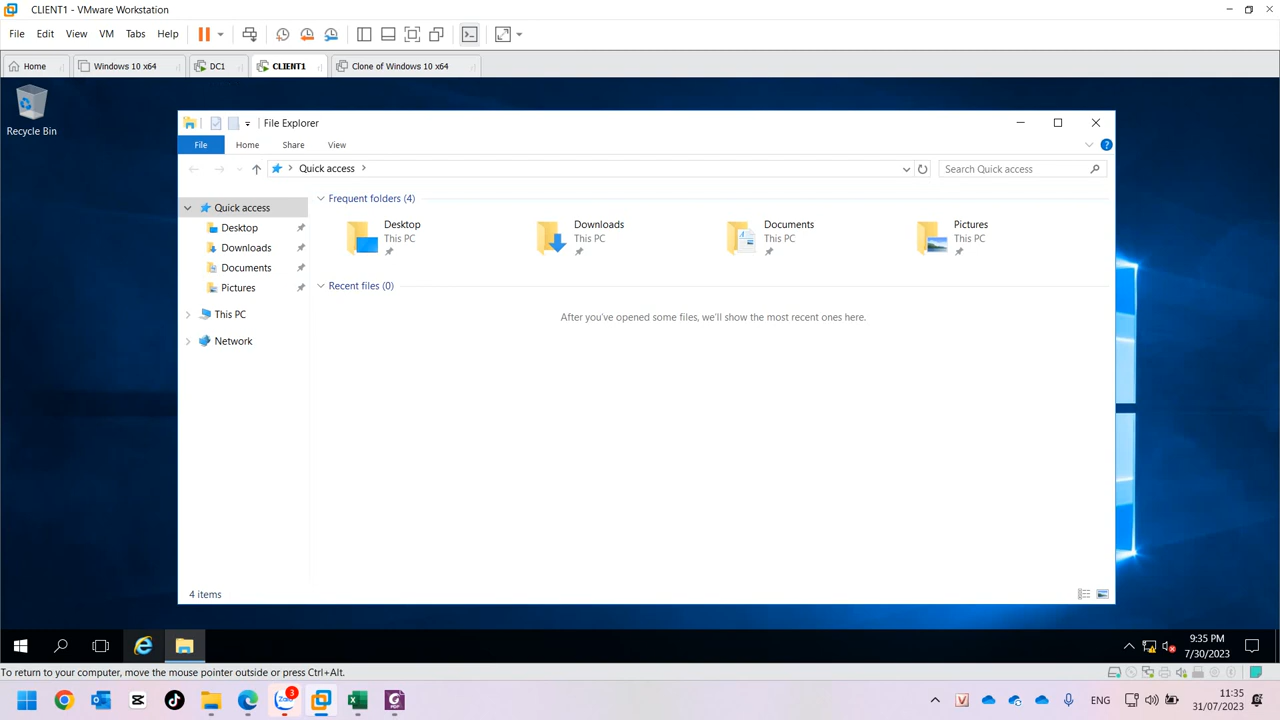 CLIENT1 - VMware Workstation
File Edit View VM Tabs Help
Home Windows 10 x64 DC1 CLIENT1 Clone of Windows 10 x64
Recycle Bin
File Explorer
File Home Share View
Quick access
Search Quick access
Quick access
Desktop
Downloads
Documents
Pictures
This PC
Network
Frequent folders (4)
Desktop
This PC
Downloads
This PC
Documents
This PC
Pictures
This PC
Recent files (0)
After you've opened some files, we'll show the most recent ones here.
4 items
9:35 PM
7/30/2023
To return to your computer, move the mouse pointer outside or press Ctrl+Alt.
Zalo
3
ENG
11:35
31/07/2023